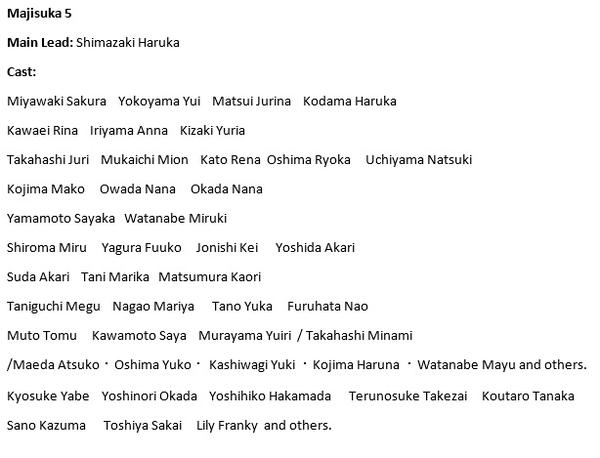 Majisuka 5
Main Lead: Shimazaki Haruka
Cast:
Miyawaki Sakura Yokoyama Yui Matsui Jurina Kodama Haruka
Kawaei Rina Iriyama Anna Kizaki Yuria
Takahashi Juri Mukaichi Mion Kato Rena Oshima Ryoka Uchiyama Natsuki
Kojima Mako Owada Nana Okada Nana
Yamamoto Sayaka Watanabe Miruki
Shiroma Miru Yagura Fuuko Jonishi Kei Yoshida Akari
Suda Akari Tani Marika Matsumura Kaori
Taniguchi Megu Nagao Mariya Tano Yuka Furuhata Nao
Muto Tomu Kawamoto Saya Murayama Yuiri / Takahashi Minami
/Maeda Atsuko・Oshima Yuko・ Kashiwagi Yuki ・Kojima Haruna ・Watanabe Mayu and others.
Kyosuke Yabe Yoshinori Okada Yoshihiko Hakamada Terunosuke Takezai Koutaro Tanaka
Sano Kazuma Toshiya Sakai Lily Franky and others.